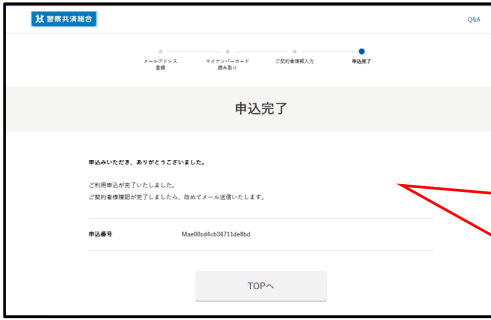 警察共済組合
Q&A
メールアドレス
登録
マイナンバーカード
読み取り
ご契約者情報入力
申込完了
申込完了
申込みいただき、ありがとうございました。
ご利用申込が完了いたしました。
ご契約者様確認が完了しましたら、改めてメール送信いたします。
申込番号
Mae00cd4cb34711de8bd
TOPへ